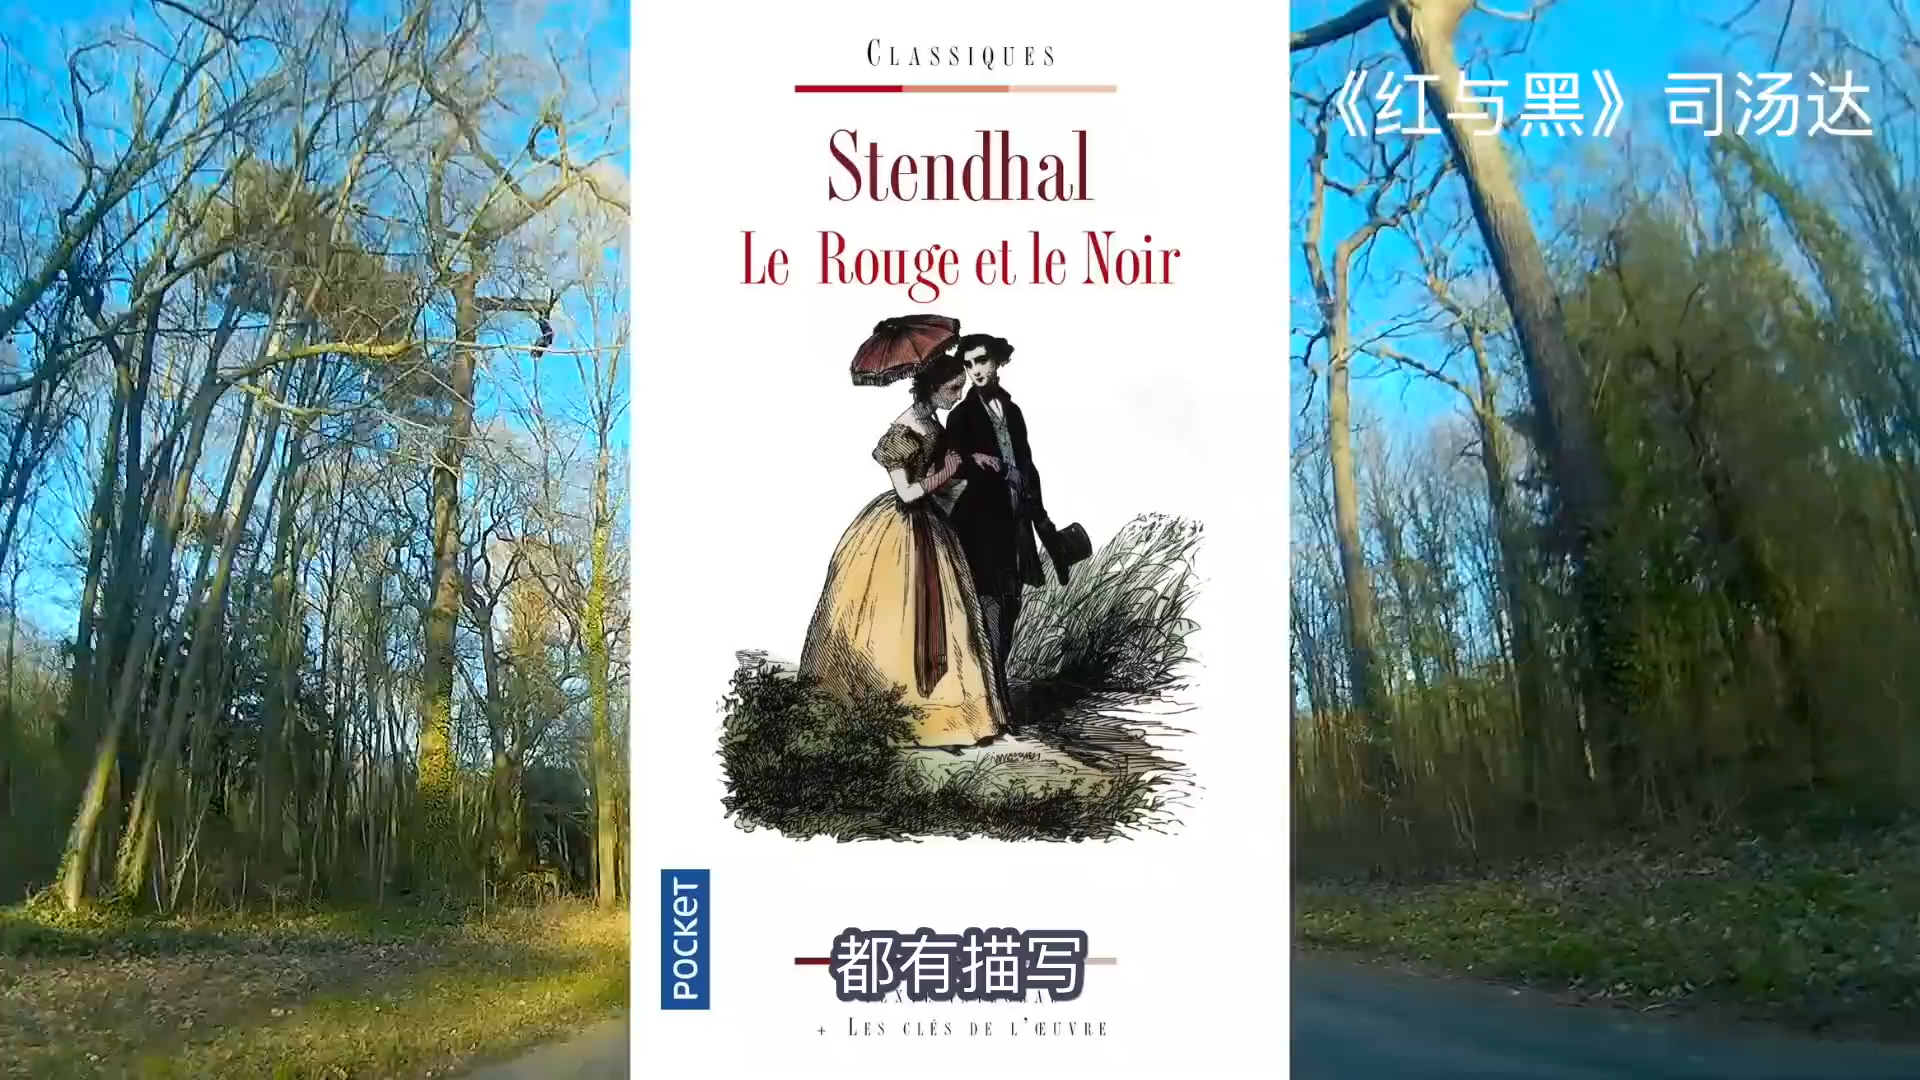 CLASSIQUES
Stendhal
Le Rouge et le Noir
《红与黑》司汤达
POCKET
都有描写
+ LES CLÉS DE L'ŒUVRE